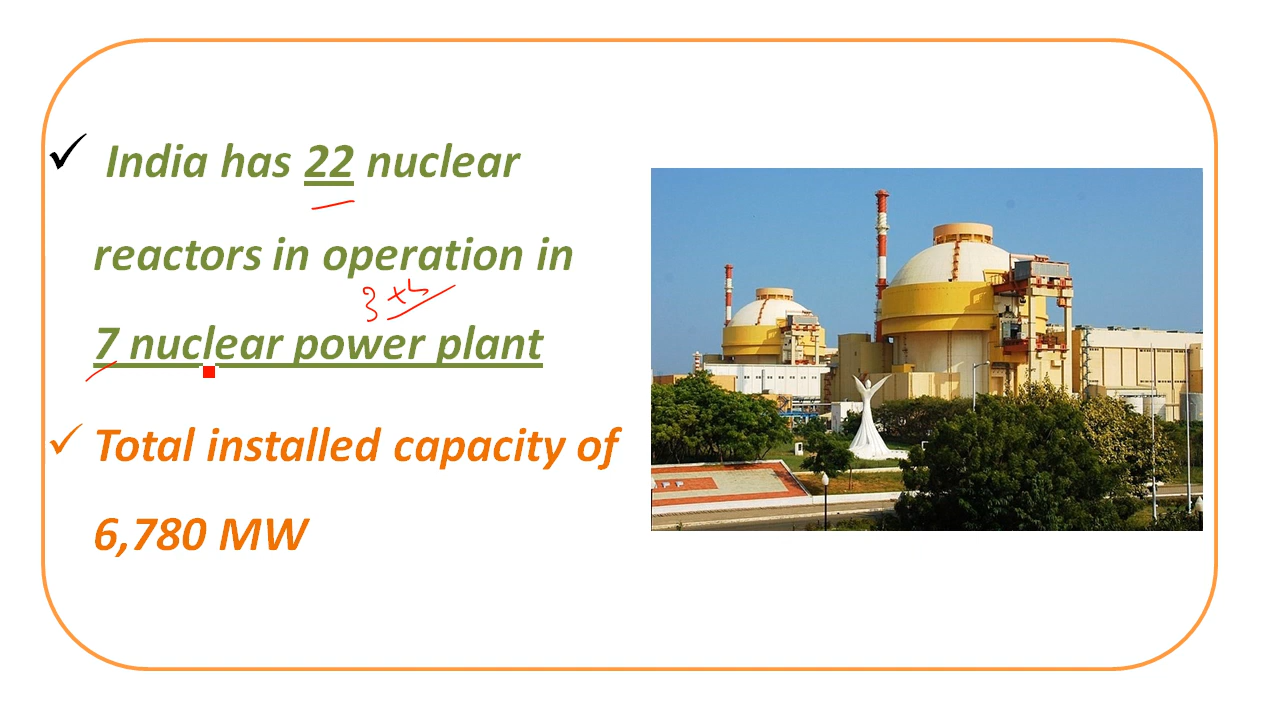 India has 22 nuclear
reactors in operation in
7 nuclear power plant
Total installed capacity of
6,780 MW